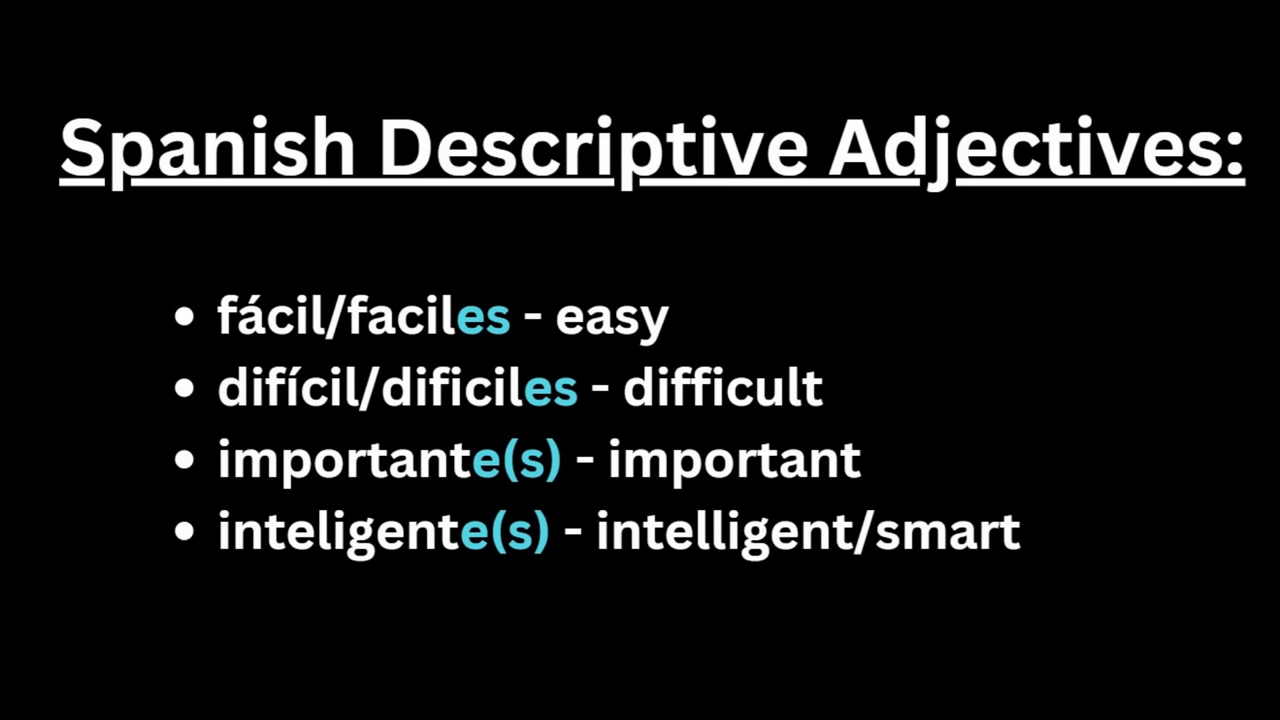 Spanish Descriptive Adjectives:
• fácil/faciles - easy
• difícil/dificiles - difficult
• importante(s) - important
• inteligente(s) - intelligent/smart